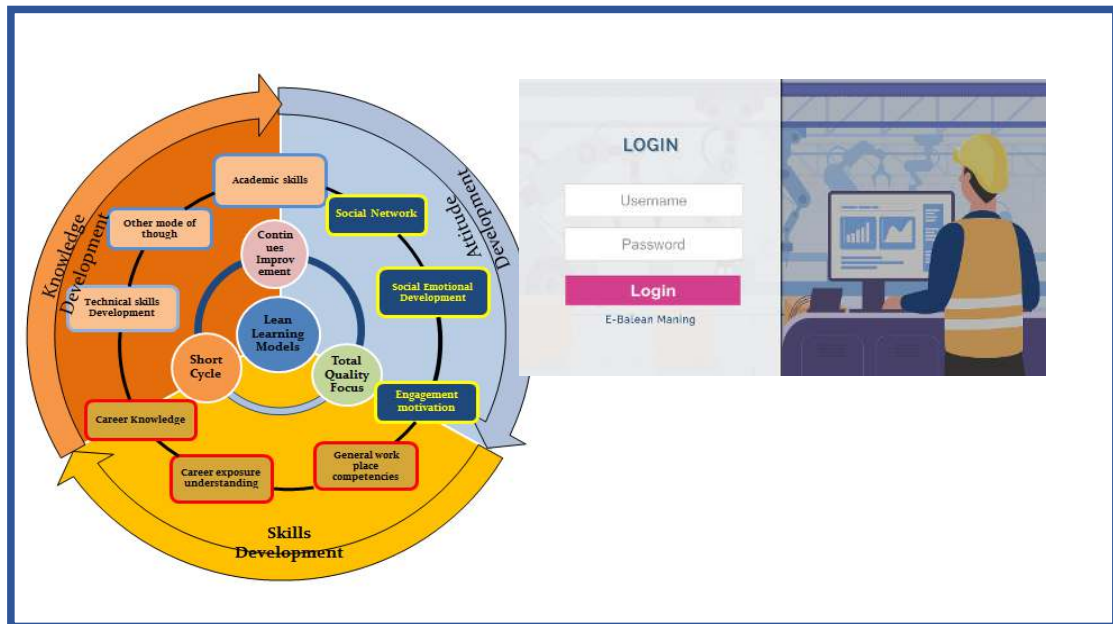 Knowledge
Development
Attitude
Development
Skills
Development
Academic skills
Other mode of
though
Technical skills
Development
Social Network
Social Emotional
Development
Engagement
motivation
Career Knowledge
Career exposure
understanding
General work
place
competencies
Contin
ues
Improv
ement
Lean
Learning
Models
Short
Cycle
Total
Quality
Focus
LOGIN
Username
Password
Login
E-Balean Maning